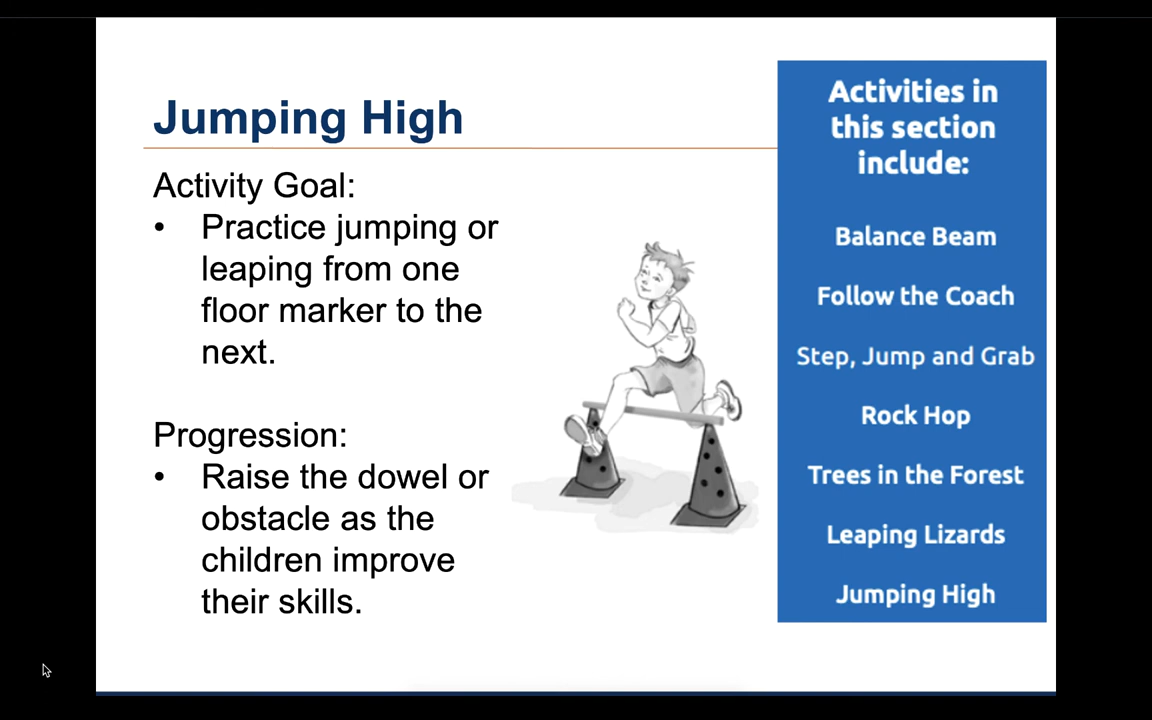 Jumping High
Activity Goal:
• Practice jumping or
leaping from one
floor marker to the
next.
Progression:
• Raise the dowel or
obstacle as the
children improve
their skills.
Activities in
this section
include:
Balance Beam
Follow the Coach
Step, Jump and Grab
Rock Hop
Trees in the Forest
Leaping Lizards
Jumping High